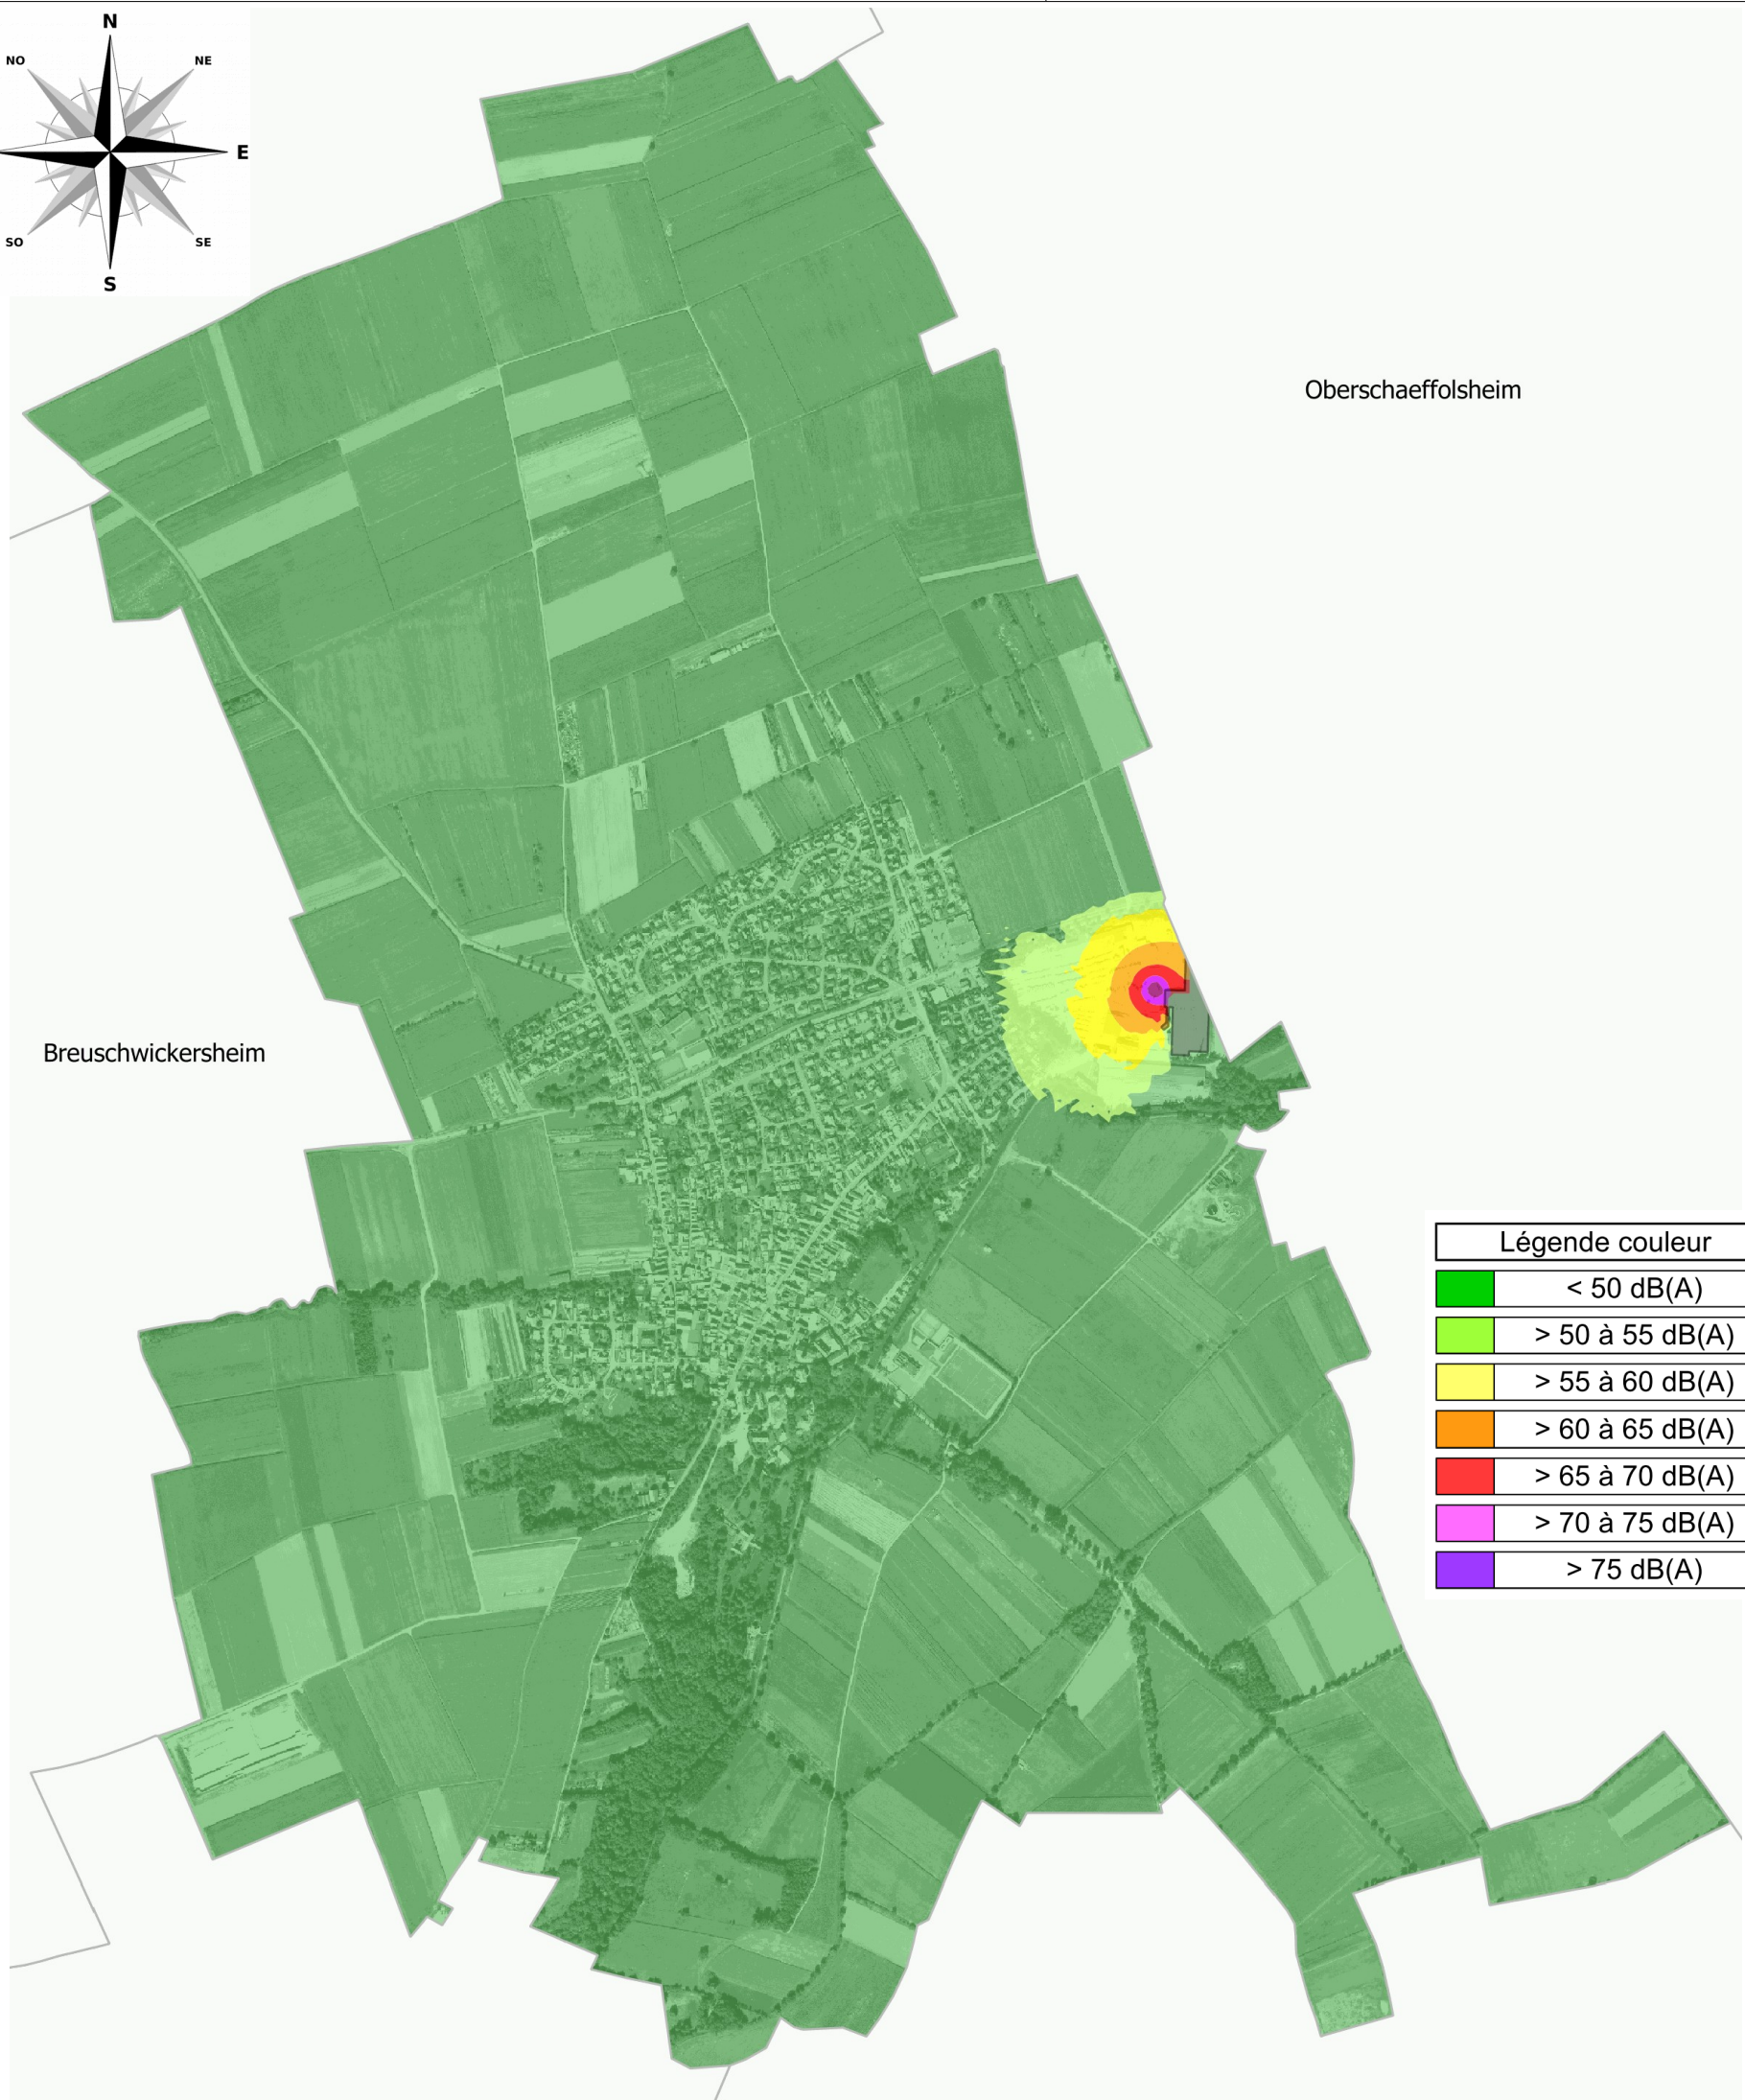 N
NO
NE
E
SO
SE
S
Oberschaeffolsheim
Breuschwickersheim
Légende couleur
< 50 dB(A)
> 50 à 55 dB(A)
> 55 à 60 dB(A)
> 60 à 65 dB(A)
> 65 à 70 dB(A)
> 70 à 75 dB(A)
> 75 dB(A)